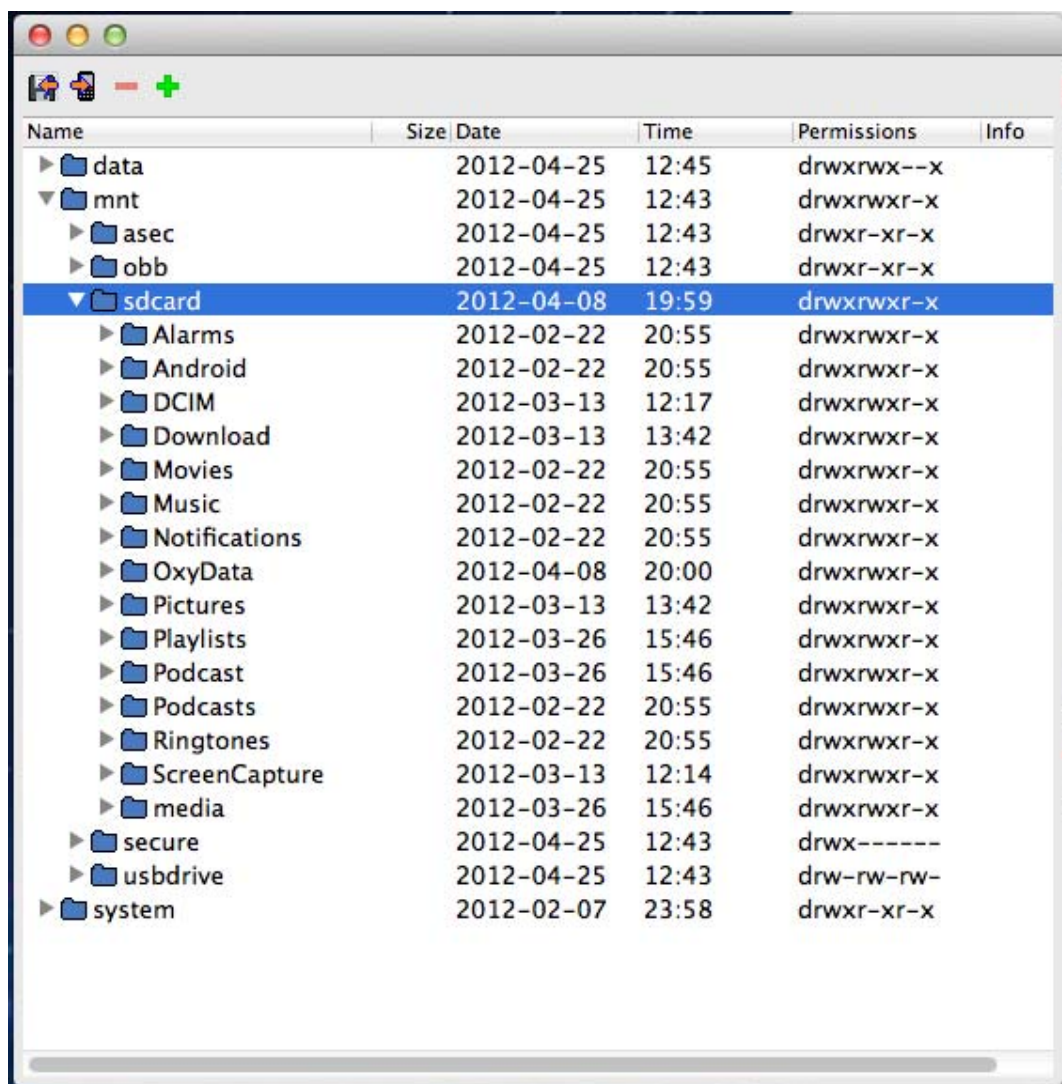 Name Size Date Time Permissions Info
data 2012-04-25 12:45 drwxrwx--x
mnt 2012-04-25 12:43 drwxrwxr-x
asec 2012-04-25 12:43 drwxr-xr-x
obb 2012-04-25 12:43 drwxr-xr-x
sdcard 2012-04-08 19:59 drwxrwxr-x
Alarms 2012-02-22 20:55 drwxrwxr-x
Android 2012-02-22 20:55 drwxrwxr-x
DCIM 2012-03-13 12:17 drwxrwxr-x
Download 2012-03-13 13:42 drwxrwxr-x
Movies 2012-02-22 20:55 drwxrwxr-x
Music 2012-02-22 20:55 drwxrwxr-x
Notifications 2012-02-22 20:55 drwxrwxr-x
OxyData 2012-04-08 20:00 drwxrwxr-x
Pictures 2012-03-13 13:42 drwxrwxr-x
Playlists 2012-03-26 15:46 drwxrwxr-x
Podcast 2012-03-26 15:46 drwxrwxr-x
Podcasts 2012-02-22 20:55 drwxrwxr-x
Ringtones 2012-02-22 20:55 drwxrwxr-x
ScreenCapture 2012-03-13 12:14 drwxrwxr-x
media 2012-03-26 15:46 drwxrwxr-x
secure 2012-04-25 12:43 drwx------
usbdrive 2012-04-25 12:43 drw-rw-rw-
system 2012-02-07 23:58 drwxr-xr-x